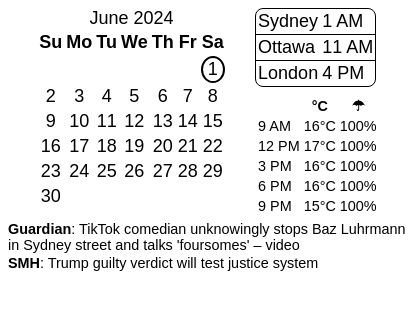 June 2024
Su Mo Tu We Th Fr Sa
1
2 3 4 5 6 7 8
9 10 11 12 13 14 15
16 17 18 19 20 21 22
23 24 25 26 27 28 29
30
Sydney 1 AM
Ottawa 11 AM
London 4 PM
°C ☂
9 AM 16°C 100%
12 PM 17°C 100%
3 PM 16°C 100%
6 PM 16°C 100%
9 PM 15°C 100%
Guardian: TikTok comedian unknowingly stops Baz Luhrmann
in Sydney street and talks 'foursomes' – video
SMH: Trump guilty verdict will test justice system